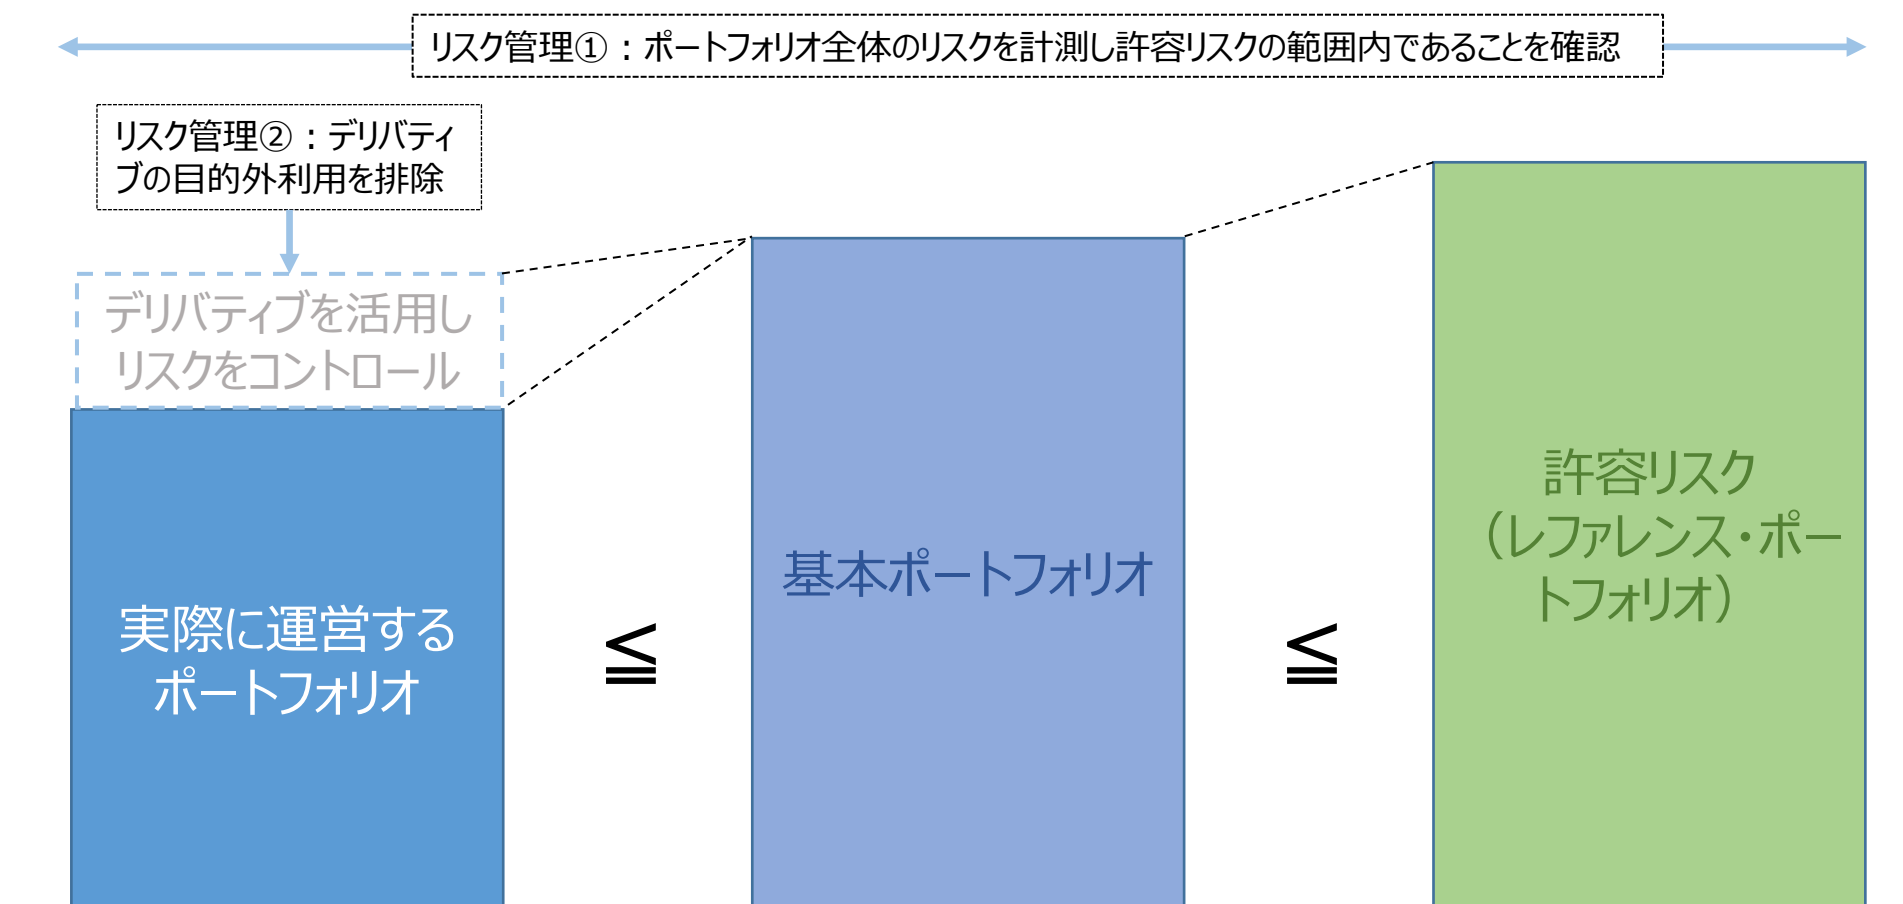 リスク管理①：ポートフォリオ全体のリスクを計測し許容リスクの範囲内であることを確認
リスク管理②：デリバティ
ブの目的外利用を排除
デリバティブを活用し
リスクをコントロール
実際に運営する
ポートフォリオ
≦
基本ポートフォリオ
≦
許容リスク
（レファレンス・ポー
トフォリオ）